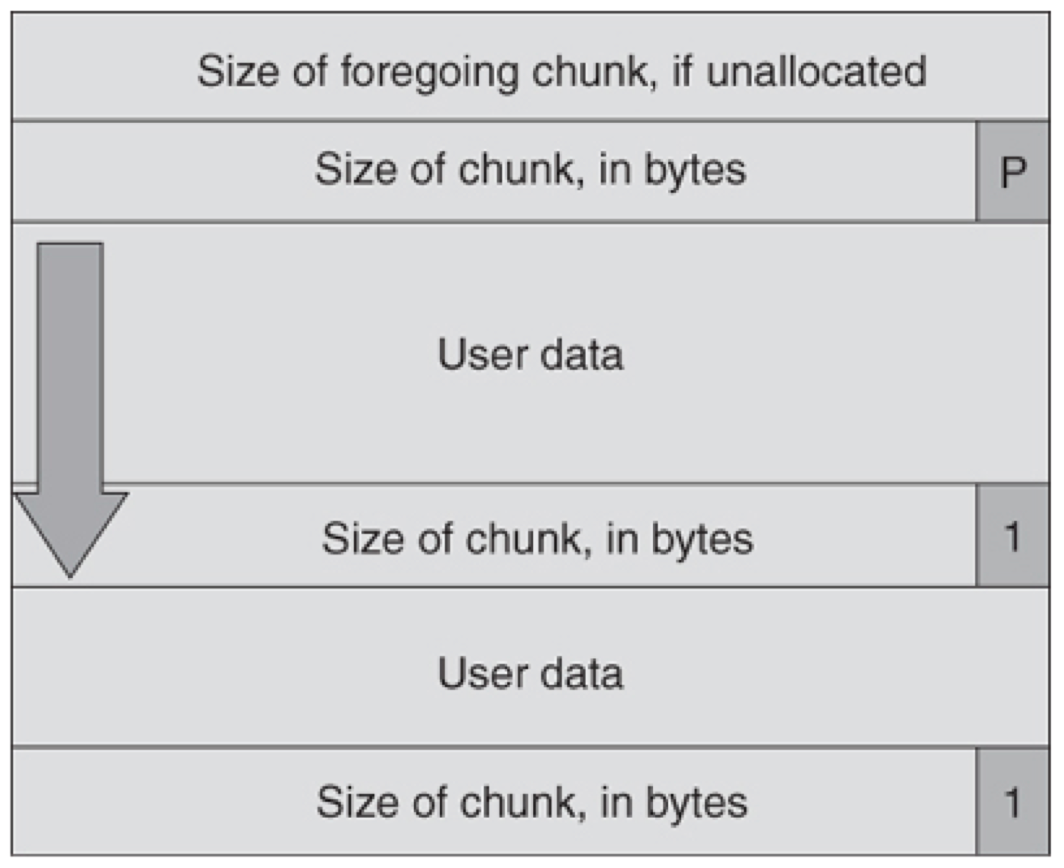 Size of foregoing chunk, if unallocated
Size of chunk, in bytes P
User data
Size of chunk, in bytes 1
User data
Size of chunk, in bytes 1